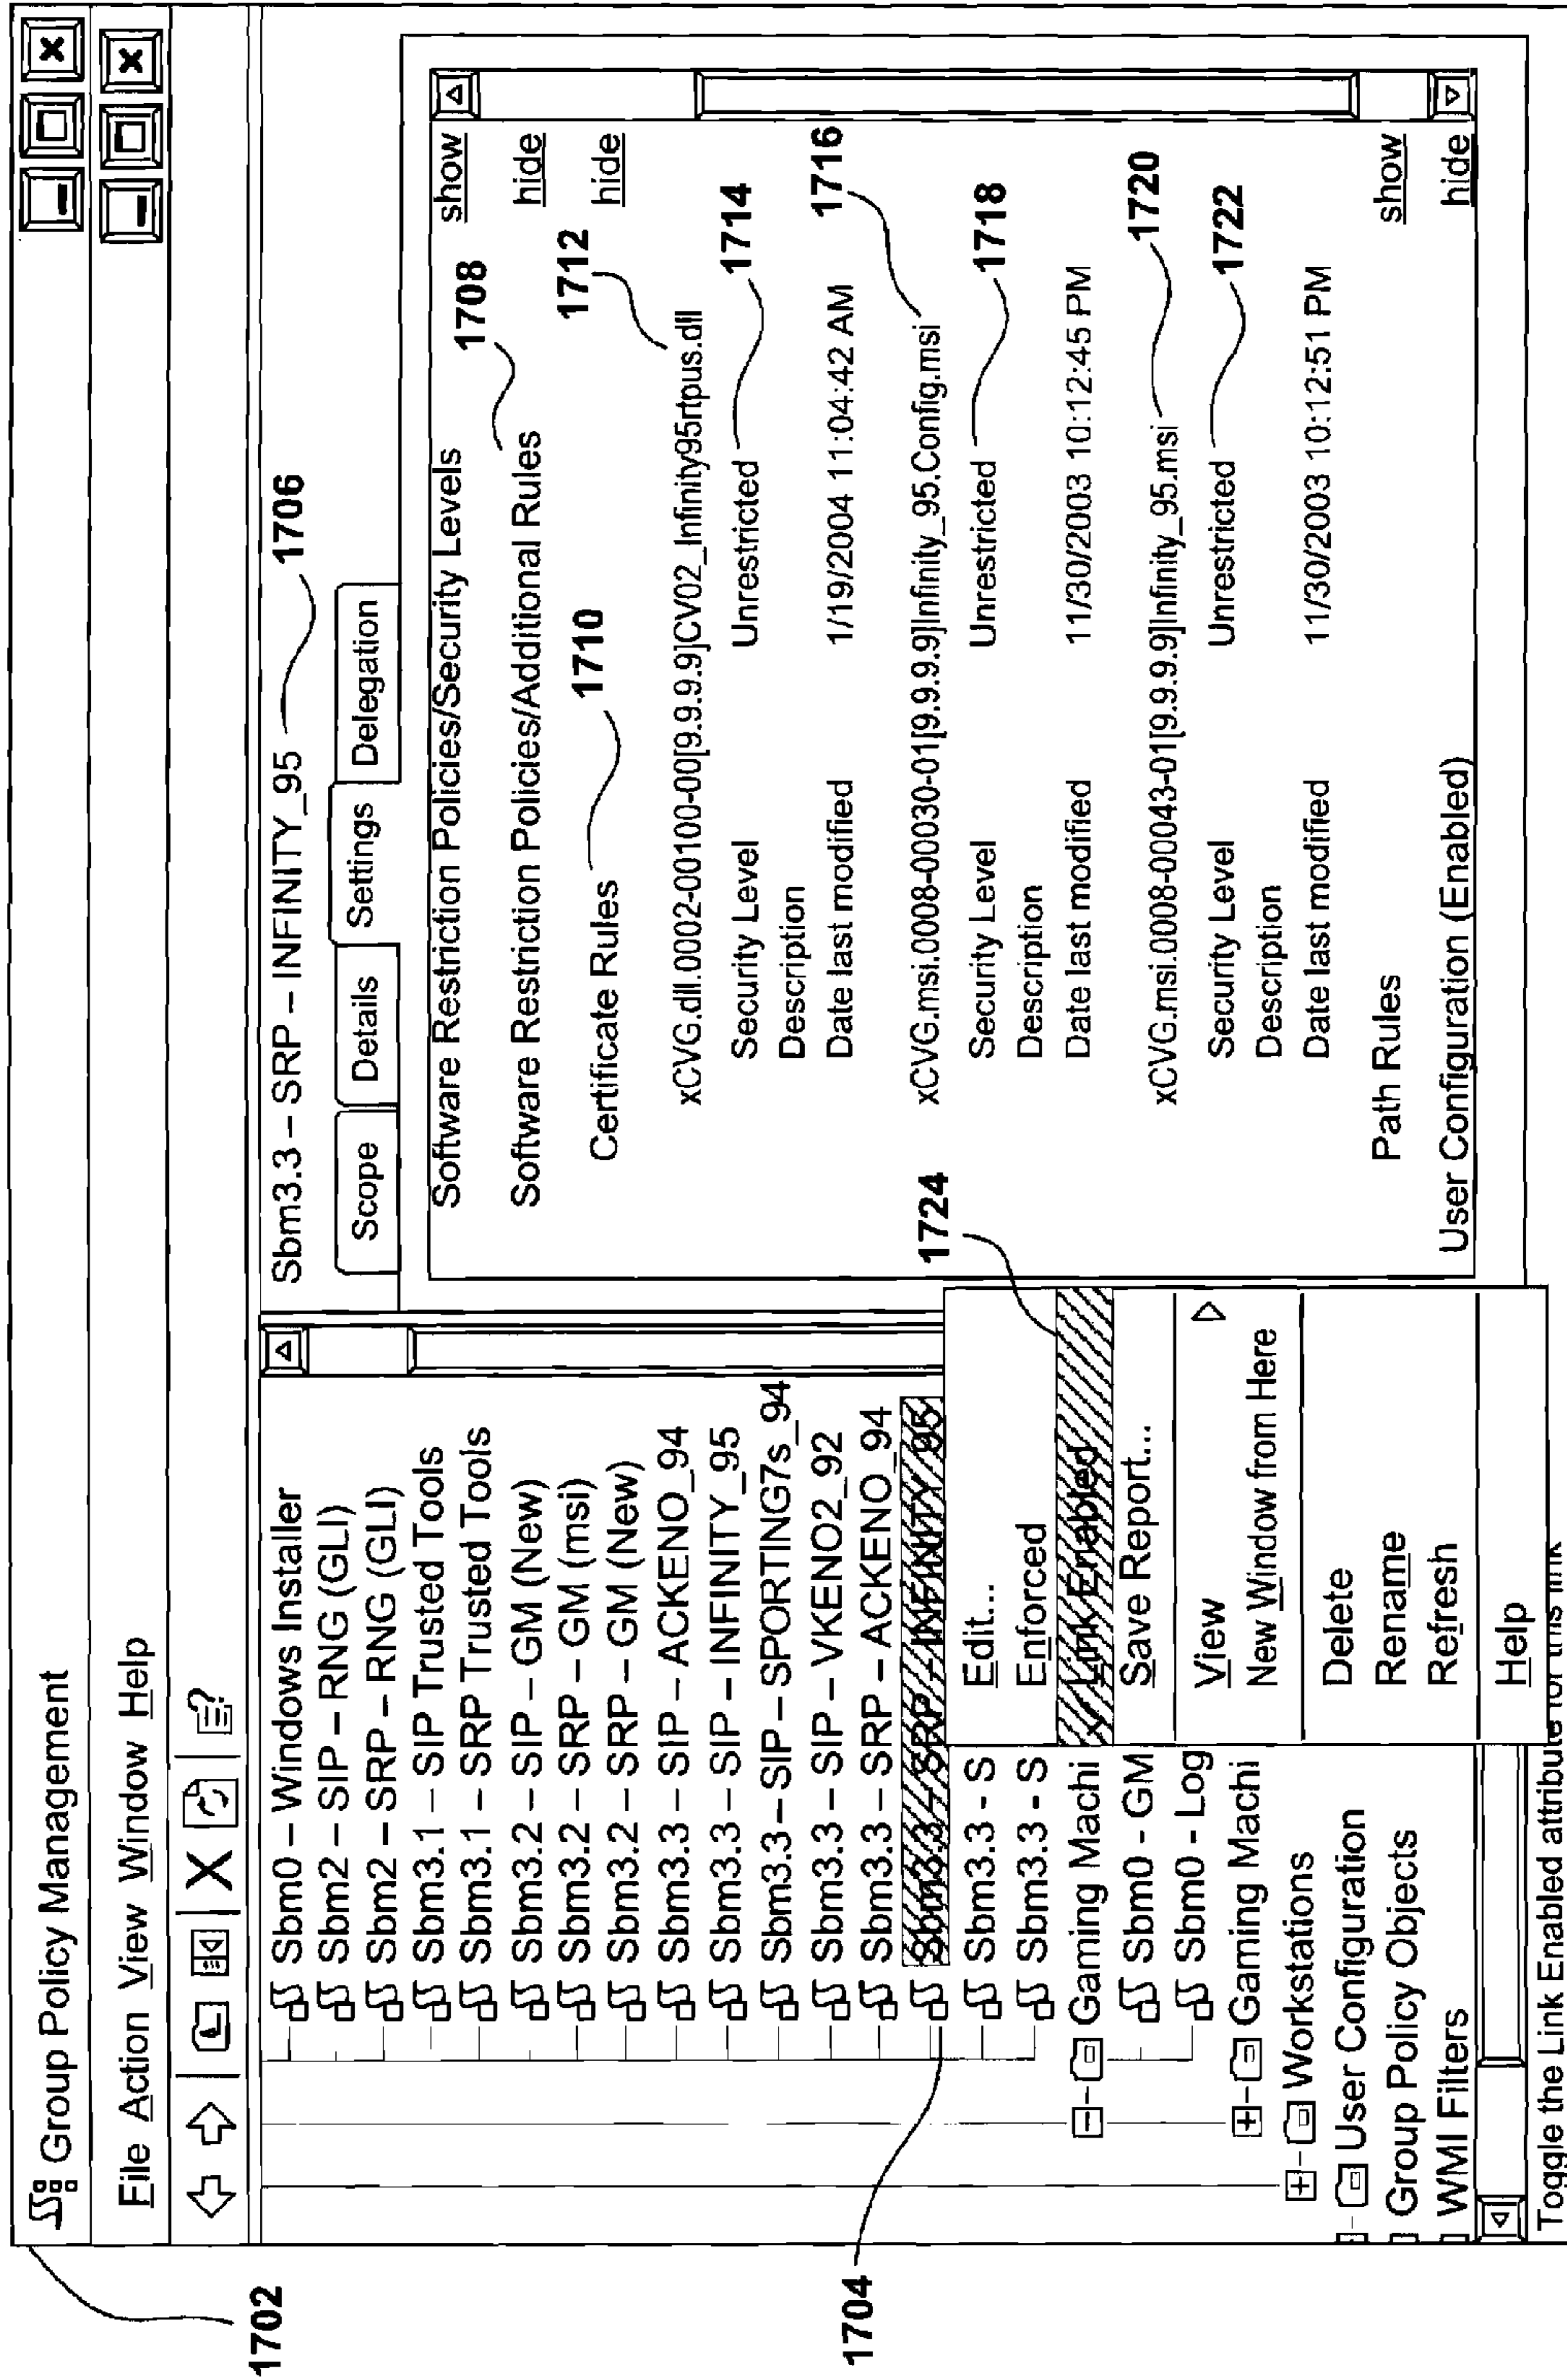 1702
Group Policy Management
File Action View Window Help
Sbm0 – Windows Installer
Sbm2 – SIP – RNG (GLI)
Sbm2 – SRP – RNG (GLI)
Sbm3.1 – SIP Trusted Tools
Sbm3.1 – SRP Trusted Tools
Sbm3.2 – SIP – GM (New)
Sbm3.2 – SRP – GM (msi)
Sbm3.2 – SRP – GM (New)
Sbm3.3 – SIP – ACKENO_94
Sbm3.3 – SIP – INFINITY_95
Sbm3.3 – SIP – SPORTING7s_94
Sbm3.3 – SIP – VKENO2_92
Sbm3.3 – SRP – ACKENO_94
1704
Sbm3.3 – SRP – INFINITY_95
Sbm3.3 - S
Sbm3.3 - S
Gaming Machi
Sbm0 - GM
Sbm0 - Log
Gaming Machi
Workstations
User Configuration
Group Policy Objects
WMI Filters
Edit...
Enforced
Link Enabled
1724
Save Report...
View
New Window from Here
Delete
Rename
Refresh
Help
Toggle the Link Enabled attribute for this link
Sbm3.3 – SRP – INFINITY_95
1706
Scope Details Settings Delegation
Software Restriction Policies/Security Levels show
Software Restriction Policies/Additional Rules hide
1708
Certificate Rules hide
1710
xCVG.dll.0002-00100-00[9.9.9.9]CV02_Infinity95rtpus.dll
1712
Security Level Unrestricted
1714
Description
Date last modified 1/19/2004 11:04:42 AM
xCVG.msi.0008-00030-01[9.9.9.9]Infinity_95.Config.msi
1716
Security Level Unrestricted
1718
Description
Date last modified 11/30/2003 10:12:45 PM
xCVG.msi.0008-00043-01[9.9.9.9]Infinity_95.msi
1720
Security Level Unrestricted
1722
Description
Date last modified 11/30/2003 10:12:51 PM
Path Rules show
User Configuration (Enabled) hide